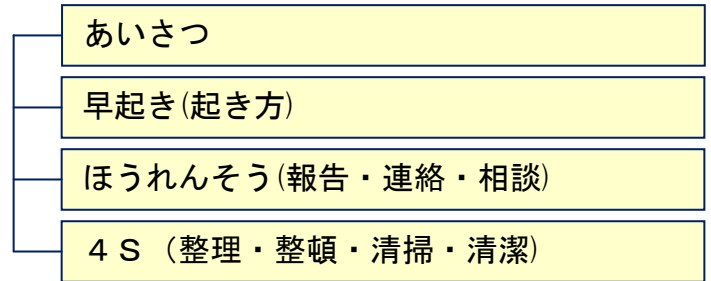 あいさつ
早起き(起き方)
ほうれんそう(報告・連絡・相談)
４Ｓ（整理・整頓・清掃・清潔)